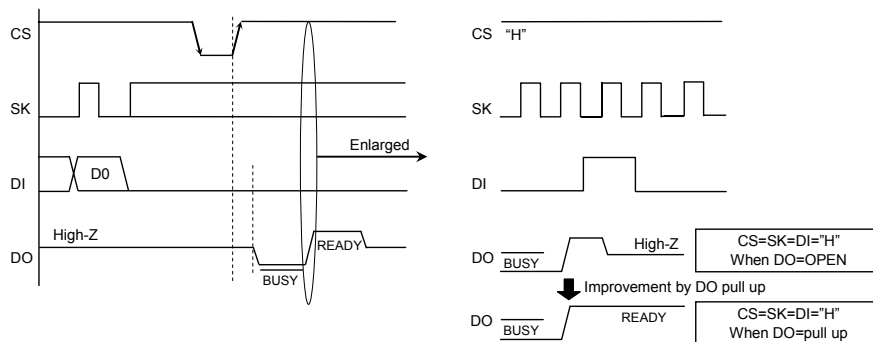 CS
SK
DI
D0
Enlarged
High-Z
DO
BUSY
READY
CS "H"
SK
DI
DO
BUSY
High-Z
CS=SK=DI="H"
When DO=OPEN
Improvement by DO pull up
DO
BUSY
READY
CS=SK=DI="H"
When DO=pull up